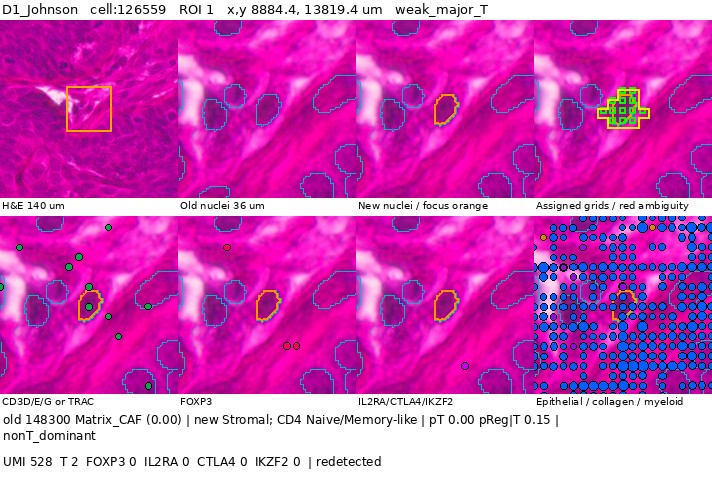 D1_Johnson   cell:126559   ROI 1   x,y 8884.4, 13819.4 um   weak_major_T
H&E 140 um
Old nuclei 36 um
New nuclei / focus orange
Assigned grids / red ambiguity
CD3D/E/G or TRAC
FOXP3
IL2RA/CTLA4/IKZF2
Epithelial / collagen / myeloid
old 148300 Matrix_CAF (0.00) | new Stromal; CD4 Naive/Memory-like | pT 0.00 pReg|T 0.15 |
nonT_dominant
UMI 528  T 2  FOXP3 0  IL2RA 0  CTLA4 0  IKZF2 0  | redetected